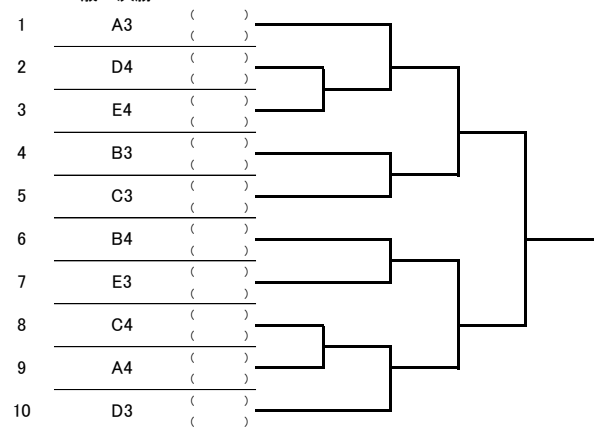 1 A3 ( )
( )
2 D4 ( )
( )
3 E4 ( )
( )
4 B3 ( )
( )
5 C3 ( )
( )
6 B4 ( )
( )
7 E3 ( )
( )
8 C4 ( )
( )
9 A4 ( )
( )
10 D3 ( )
( )